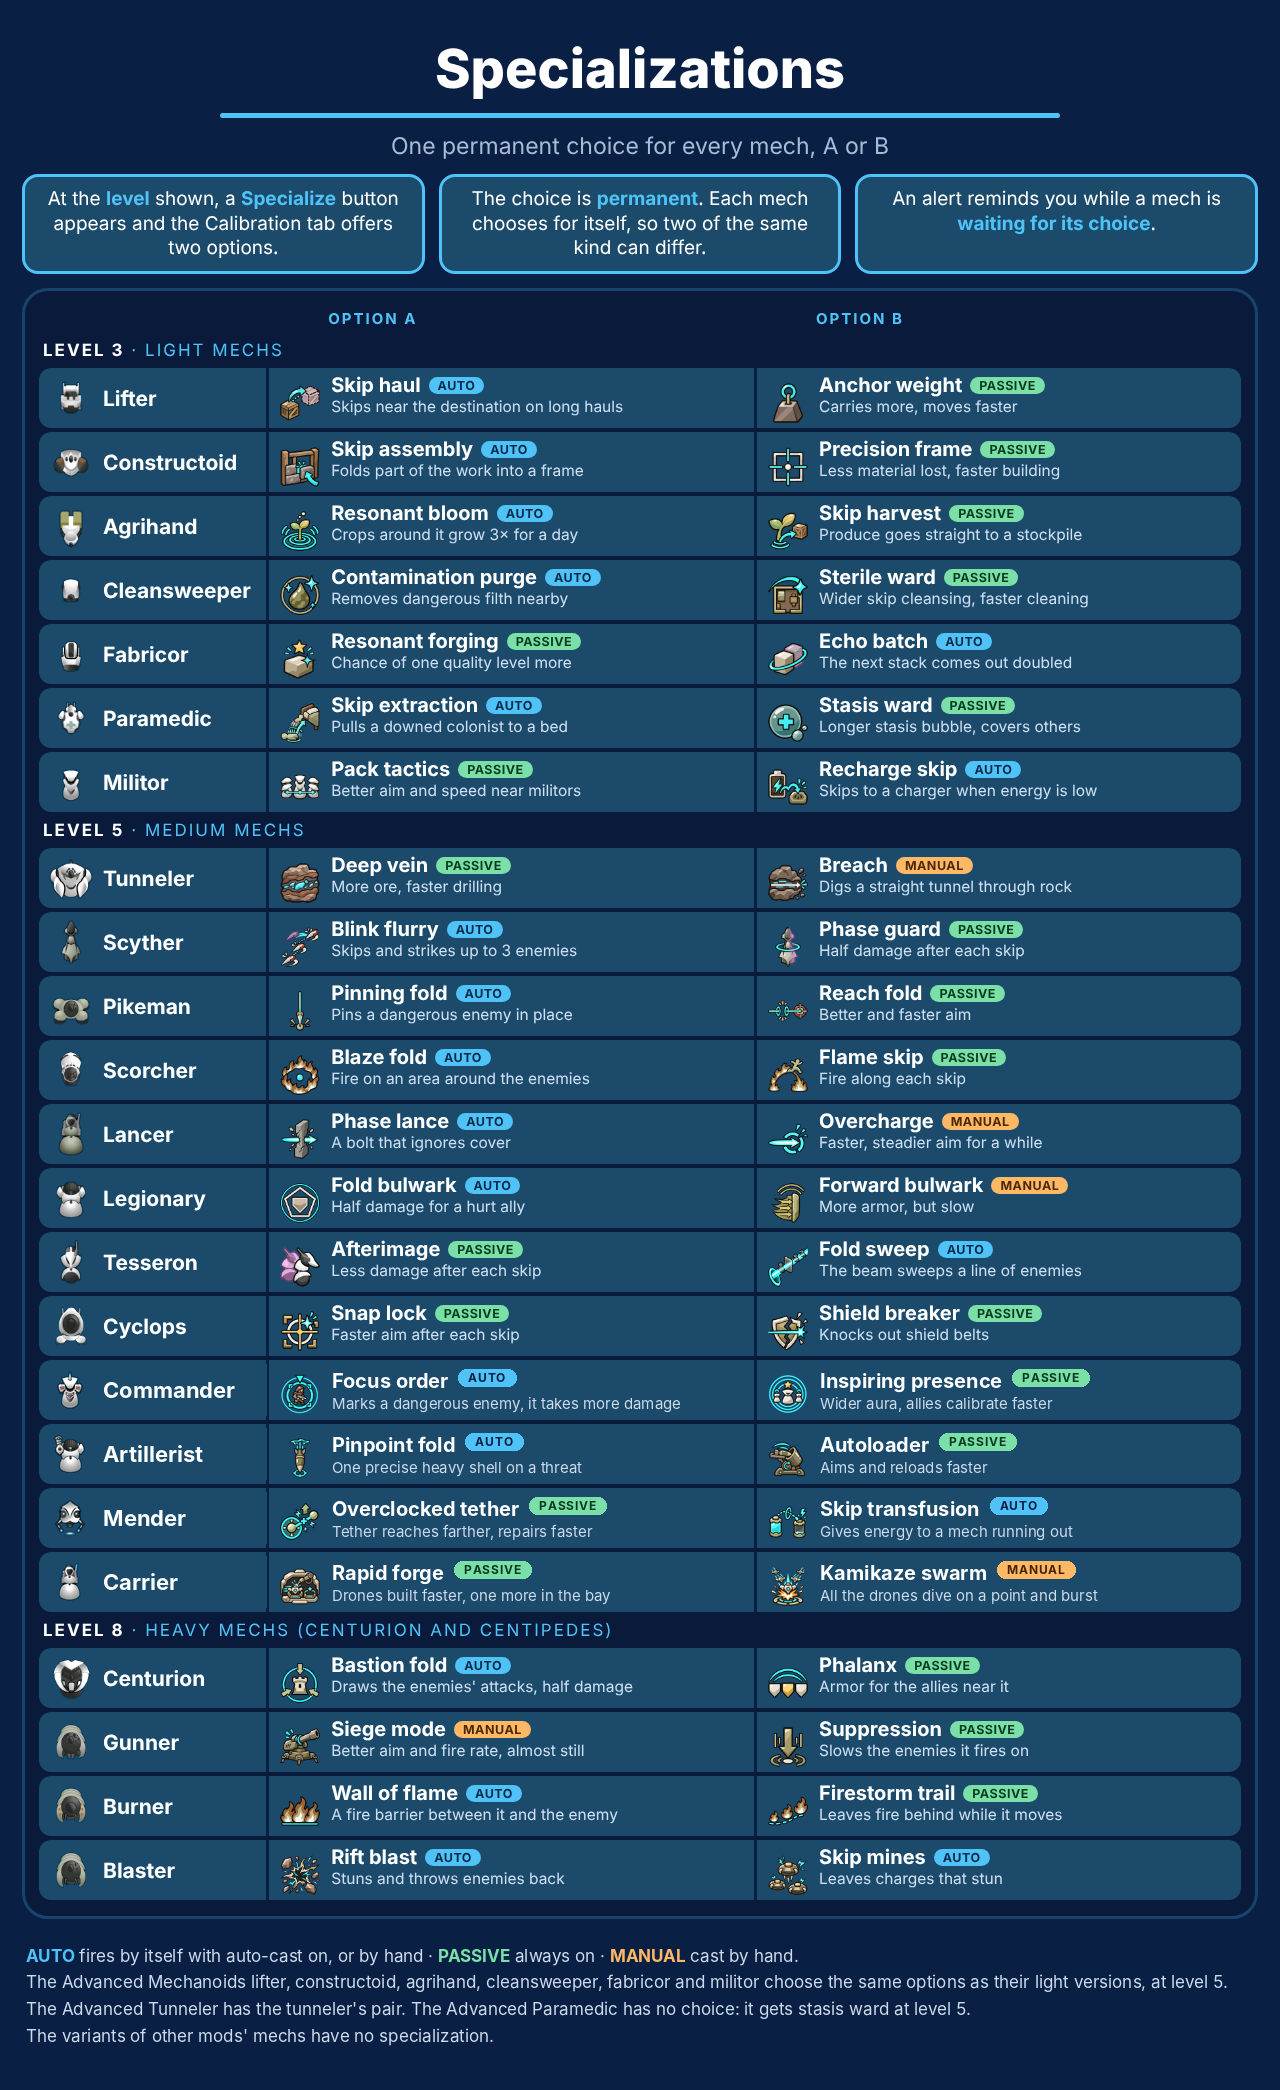 Specializations
One permanent choice for every mech, A or B
At the level shown, a Specialize button
appears and the Calibration tab offers
two options.
The choice is permanent. Each mech
chooses for itself, so two of the same
kind can differ.
An alert reminds you while a mech is
waiting for its choice.
OPTION A OPTION B
LEVEL 3 · LIGHT MECHS
Lifter
Skip haul AUTO
Skips near the destination on long hauls
Anchor weight PASSIVE
Carries more, moves faster
Constructoid
Skip assembly AUTO
Folds part of the work into a frame
Precision frame PASSIVE
Less material lost, faster building
Agrihand
Resonant bloom AUTO
Crops around it grow 3× for a day
Skip harvest PASSIVE
Produce goes straight to a stockpile
Cleansweeper
Contamination purge AUTO
Removes dangerous filth nearby
Sterile ward PASSIVE
Wider skip cleansing, faster cleaning
Fabricor
Resonant forging PASSIVE
Chance of one quality level more
Echo batch AUTO
The next stack comes out doubled
Paramedic
Skip extraction AUTO
Pulls a downed colonist to a bed
Stasis ward PASSIVE
Longer stasis bubble, covers others
Militor
Pack tactics PASSIVE
Better aim and speed near militors
Recharge skip AUTO
Skips to a charger when energy is low
LEVEL 5 · MEDIUM MECHS
Tunneler
Deep vein PASSIVE
More ore, faster drilling
Breach MANUAL
Digs a straight tunnel through rock
Scyther
Blink flurry AUTO
Skips and strikes up to 3 enemies
Phase guard PASSIVE
Half damage after each skip
Pikeman
Pinning fold AUTO
Pins a dangerous enemy in place
Reach fold PASSIVE
Better and faster aim
Scorcher
Blaze fold AUTO
Fire on an area around the enemies
Flame skip PASSIVE
Fire along each skip
Lancer
Phase lance AUTO
A bolt that ignores cover
Overcharge MANUAL
Faster, steadier aim for a while
Legionary
Fold bulwark AUTO
Half damage for a hurt ally
Forward bulwark MANUAL
More armor, but slow
Tesseron
Afterimage PASSIVE
Less damage after each skip
Fold sweep AUTO
The beam sweeps a line of enemies
Cyclops
Snap lock PASSIVE
Faster aim after each skip
Shield breaker PASSIVE
Knocks out shield belts
Commander
Focus order AUTO
Marks a dangerous enemy, it takes more damage
Inspiring presence PASSIVE
Wider aura, allies calibrate faster
Artillerist
Pinpoint fold AUTO
One precise heavy shell on a threat
Autoloader PASSIVE
Aims and reloads faster
Mender
Overclocked tether PASSIVE
Tether reaches farther, repairs faster
Skip transfusion AUTO
Gives energy to a mech running out
Carrier
Rapid forge PASSIVE
Drones built faster, one more in the bay
Kamikaze swarm MANUAL
All the drones dive on a point and burst
LEVEL 8 · HEAVY MECHS (CENTURION AND CENTIPEDES)
Centurion
Bastion fold AUTO
Draws the enemies' attacks, half damage
Phalanx PASSIVE
Armor for the allies near it
Gunner
Siege mode MANUAL
Better aim and fire rate, almost still
Suppression PASSIVE
Slows the enemies it fires on
Burner
Wall of flame AUTO
A fire barrier between it and the enemy
Firestorm trail PASSIVE
Leaves fire behind while it moves
Blaster
Rift blast AUTO
Stuns and throws enemies back
Skip mines AUTO
Leaves charges that stun
AUTO fires by itself with auto-cast on, or by hand · PASSIVE always on · MANUAL cast by hand.
The Advanced Mechanoids lifter, constructoid, agrihand, cleansweeper, fabricor and militor choose the same options as their light versions, at level 5.
The Advanced Tunneler has the tunneler's pair. The Advanced Paramedic has no choice: it gets stasis ward at level 5.
The variants of other mods' mechs have no specialization.